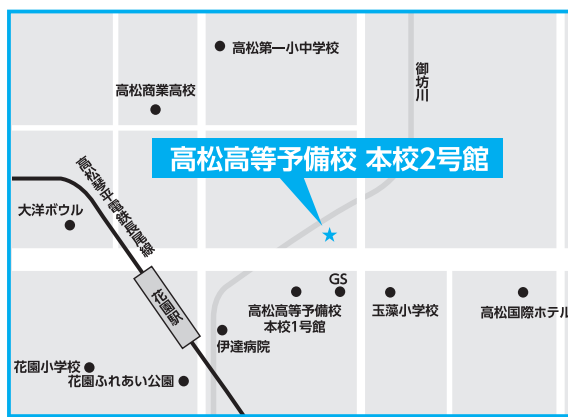 高松第一小中学校
御坊川
高松商業高校
高松高等予備校 本校2号館
高松琴平電鉄長尾線
大洋ボウル
花園駅
GS
高松高等予備校
本校1号館
玉藻小学校
高松国際ホテル
伊達病院
花園小学校
花園ふれあい公園